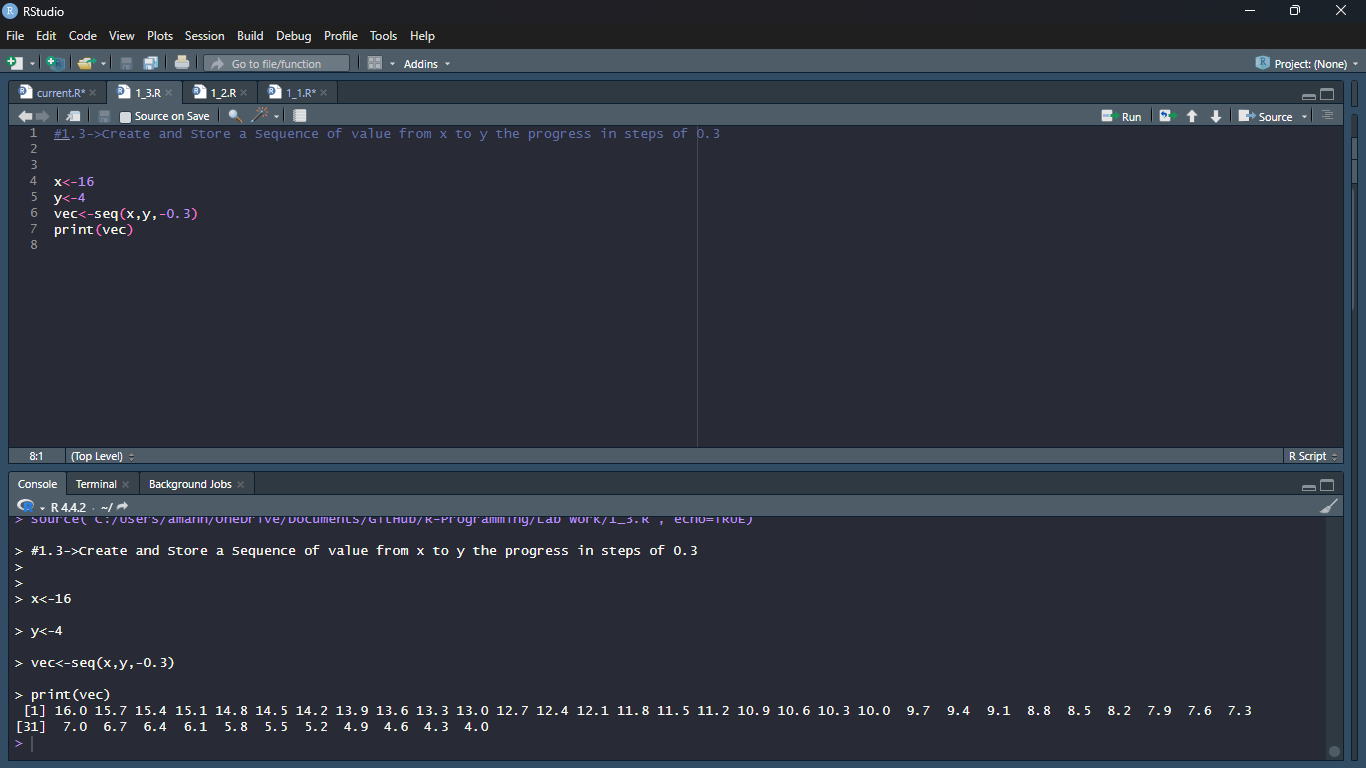 RStudio
File Edit Code View Plots Session Build Debug Profile Tools Help
Go to file/function Addins Project: (None)
current.R* 1_3.R 1_2.R 1_1.R*
Source on Save Run Source
1 #1.3->Create and Store a Sequence of value from x to y the progress in steps of 0.3
2
3
4 x<-16
5 y<-4
6 vec<-seq(x,y,-0.3)
7 print(vec)
8
8:1 (Top Level) R Script
Console Terminal Background Jobs
R 4.4.2 · ~/
> source("C:/Users/amann/OneDrive/Documents/GitHub/R-Programming/Lab Work/1_3.R", echo=TRUE)
> #1.3->Create and Store a Sequence of value from x to y the progress in steps of 0.3
>
>
> x<-16
> y<-4
> vec<-seq(x,y,-0.3)
> print(vec)
[1] 16.0 15.7 15.4 15.1 14.8 14.5 14.2 13.9 13.6 13.3 13.0 12.7 12.4 12.1 11.8 11.5 11.2 10.9 10.6 10.3 10.0 9.7 9.4 9.1 8.8 8.5 8.2 7.9 7.6 7.3
[31] 7.0 6.7 6.4 6.1 5.8 5.5 5.2 4.9 4.6 4.3 4.0
>